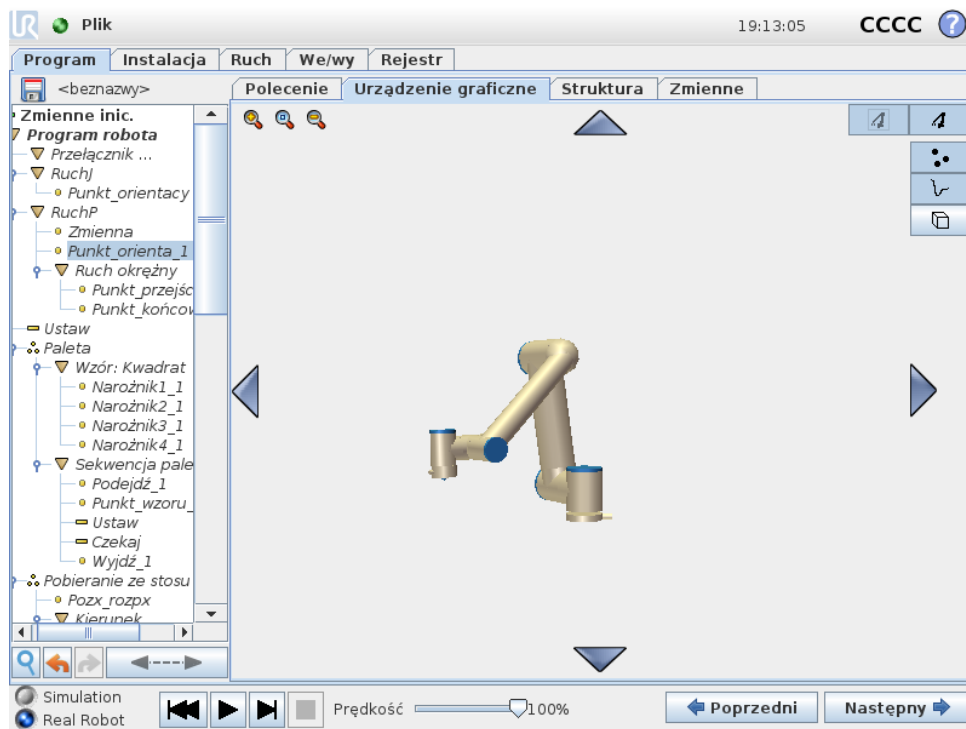 UR Plik 19:13:05 CCCC ?
Program Instalacja Ruch We/wy Rejestr
<beznazwy> Polecenie Urządzenie graficzne Struktura Zmienne
Zmienne inic.
Program robota
Przełącznik ...
RuchJ
Punkt_orientacy
RuchP
Zmienna
Punkt_orienta_1
Ruch okrężny
Punkt_przejśc
Punkt_końcow
Ustaw
Paleta
Wzór: Kwadrat
Narożnik1_1
Narożnik2_1
Narożnik3_1
Narożnik4_1
Sekwencja pale
Podejdź_1
Punkt_wzoru_
Ustaw
Czekaj
Wyjdź_1
Pobieranie ze stosu
Pozx_rozpx
Kierunek
Simulation
Real Robot
Prędkość 100% Poprzedni Następny